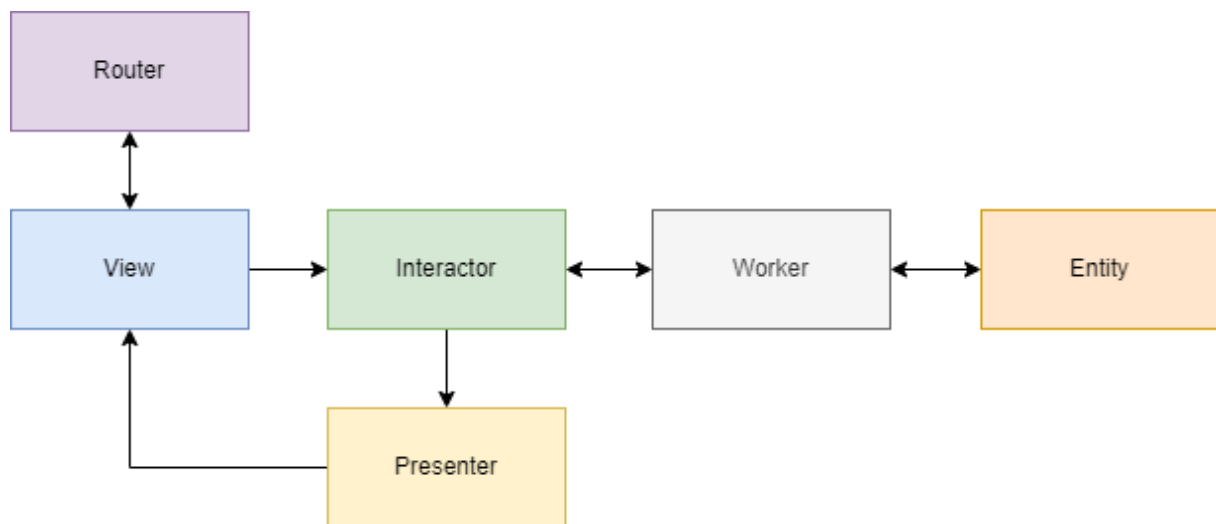 Router
View
Interactor
Worker
Entity
Presenter